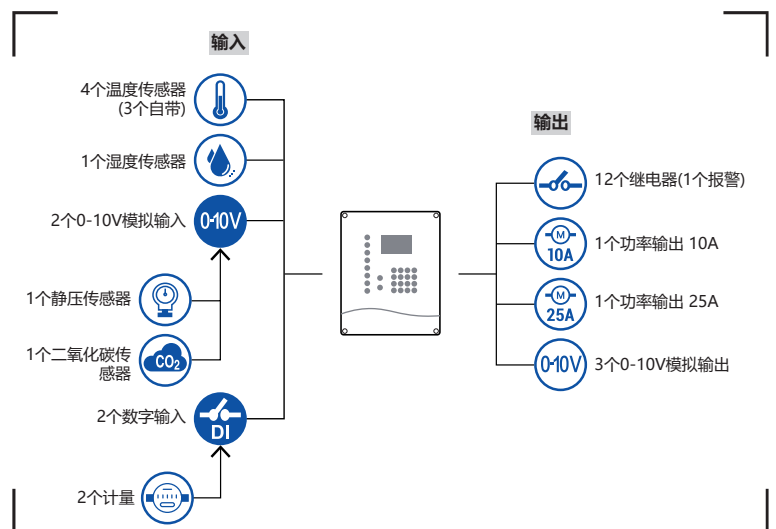 输入
4个温度传感器
(3个自带)
1个湿度传感器
2个0-10V模拟输入
0-10V
1个静压传感器
1个二氧化碳传
感器
CO2
2个数字输入
DI
2个计量
输出
12个继电器(1个报警)
M
10A
1个功率输出 10A
M
25A
1个功率输出 25A
0-10V
3个0-10V模拟输出